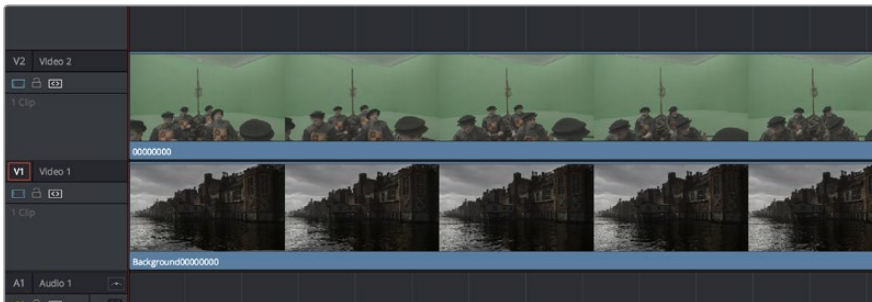 V2 Video 2
1 Clip
00000000
V1 Video 1
1 Clip
Background00000000
A1 Audio 1